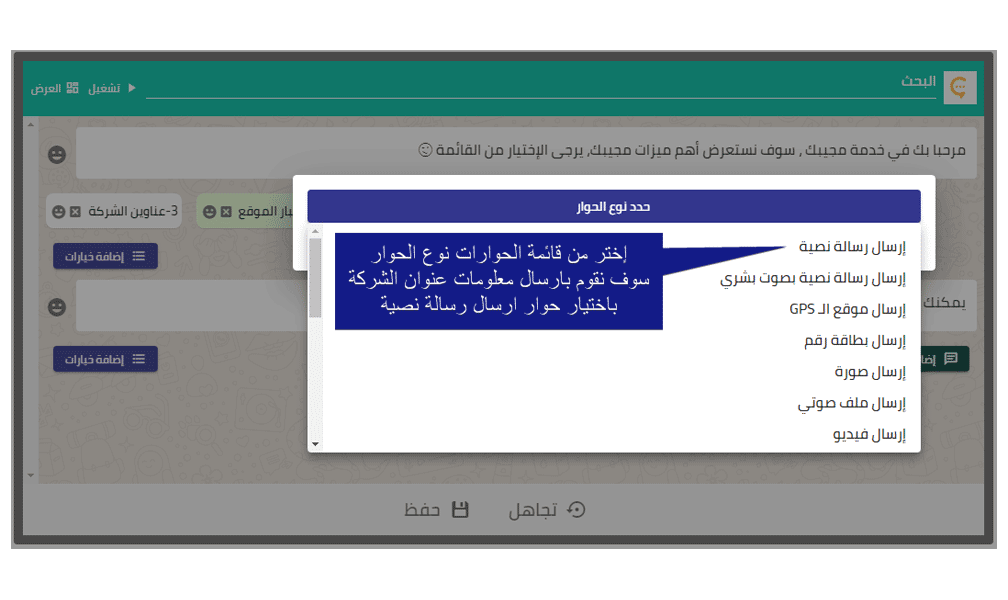 البحث
تشغيل
العرض
مرحبا بك في خدمة مجيبك , سوف نستعرض أهم ميزات مجيبك, يرجى الإختيار من القائمة
الموقع
3-عناوين الشركة
إضافة خيارات
حدد نوع الحوار
إرسال رسالة نصية
إرسال رسالة نصية بصوت بشري
إرسال موقع الـ GPS
إرسال بطاقة رقم
إرسال صورة
إرسال ملف صوتي
إرسال فيديو
إختر من قائمة الحوارات نوع الحوار
سوف نقوم بارسال معلومات عنوان الشركة
باختيار حوار ارسال رسالة نصية
يمكنك
إضافة خيارات
تجاهل
حفظ